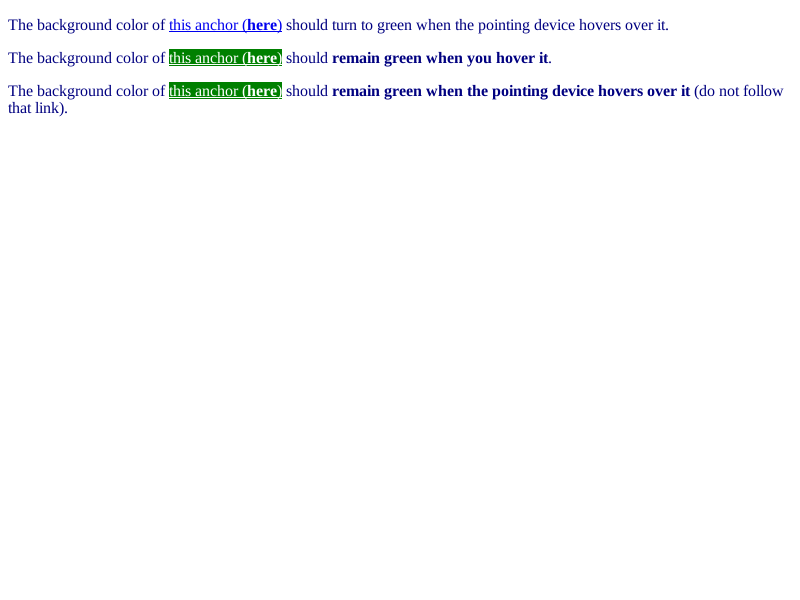 The background color of this anchor (here) should turn to green when the pointing device hovers over it.
The background color of this anchor (here) should remain green when you hover it.
The background color of this anchor (here) should remain green when the pointing device hovers over it (do not follow
that link).